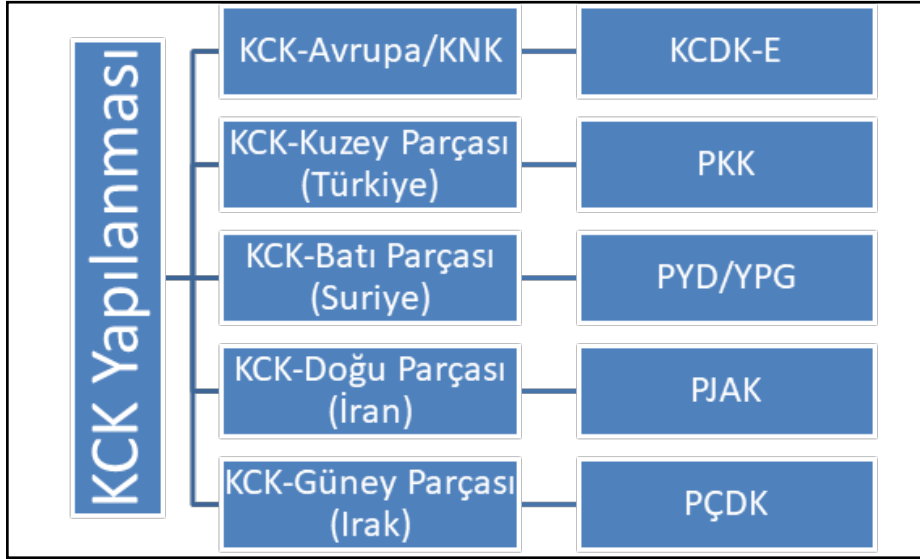 KCK Yapılanması
KCK-Avrupa/KNK
KCDK-E
KCK-Kuzey Parçası
(Türkiye)
PKK
KCK-Batı Parçası
(Suriye)
PYD/YPG
KCK-Doğu Parçası
(İran)
PJAK
KCK-Güney Parçası
(Irak)
PÇDK